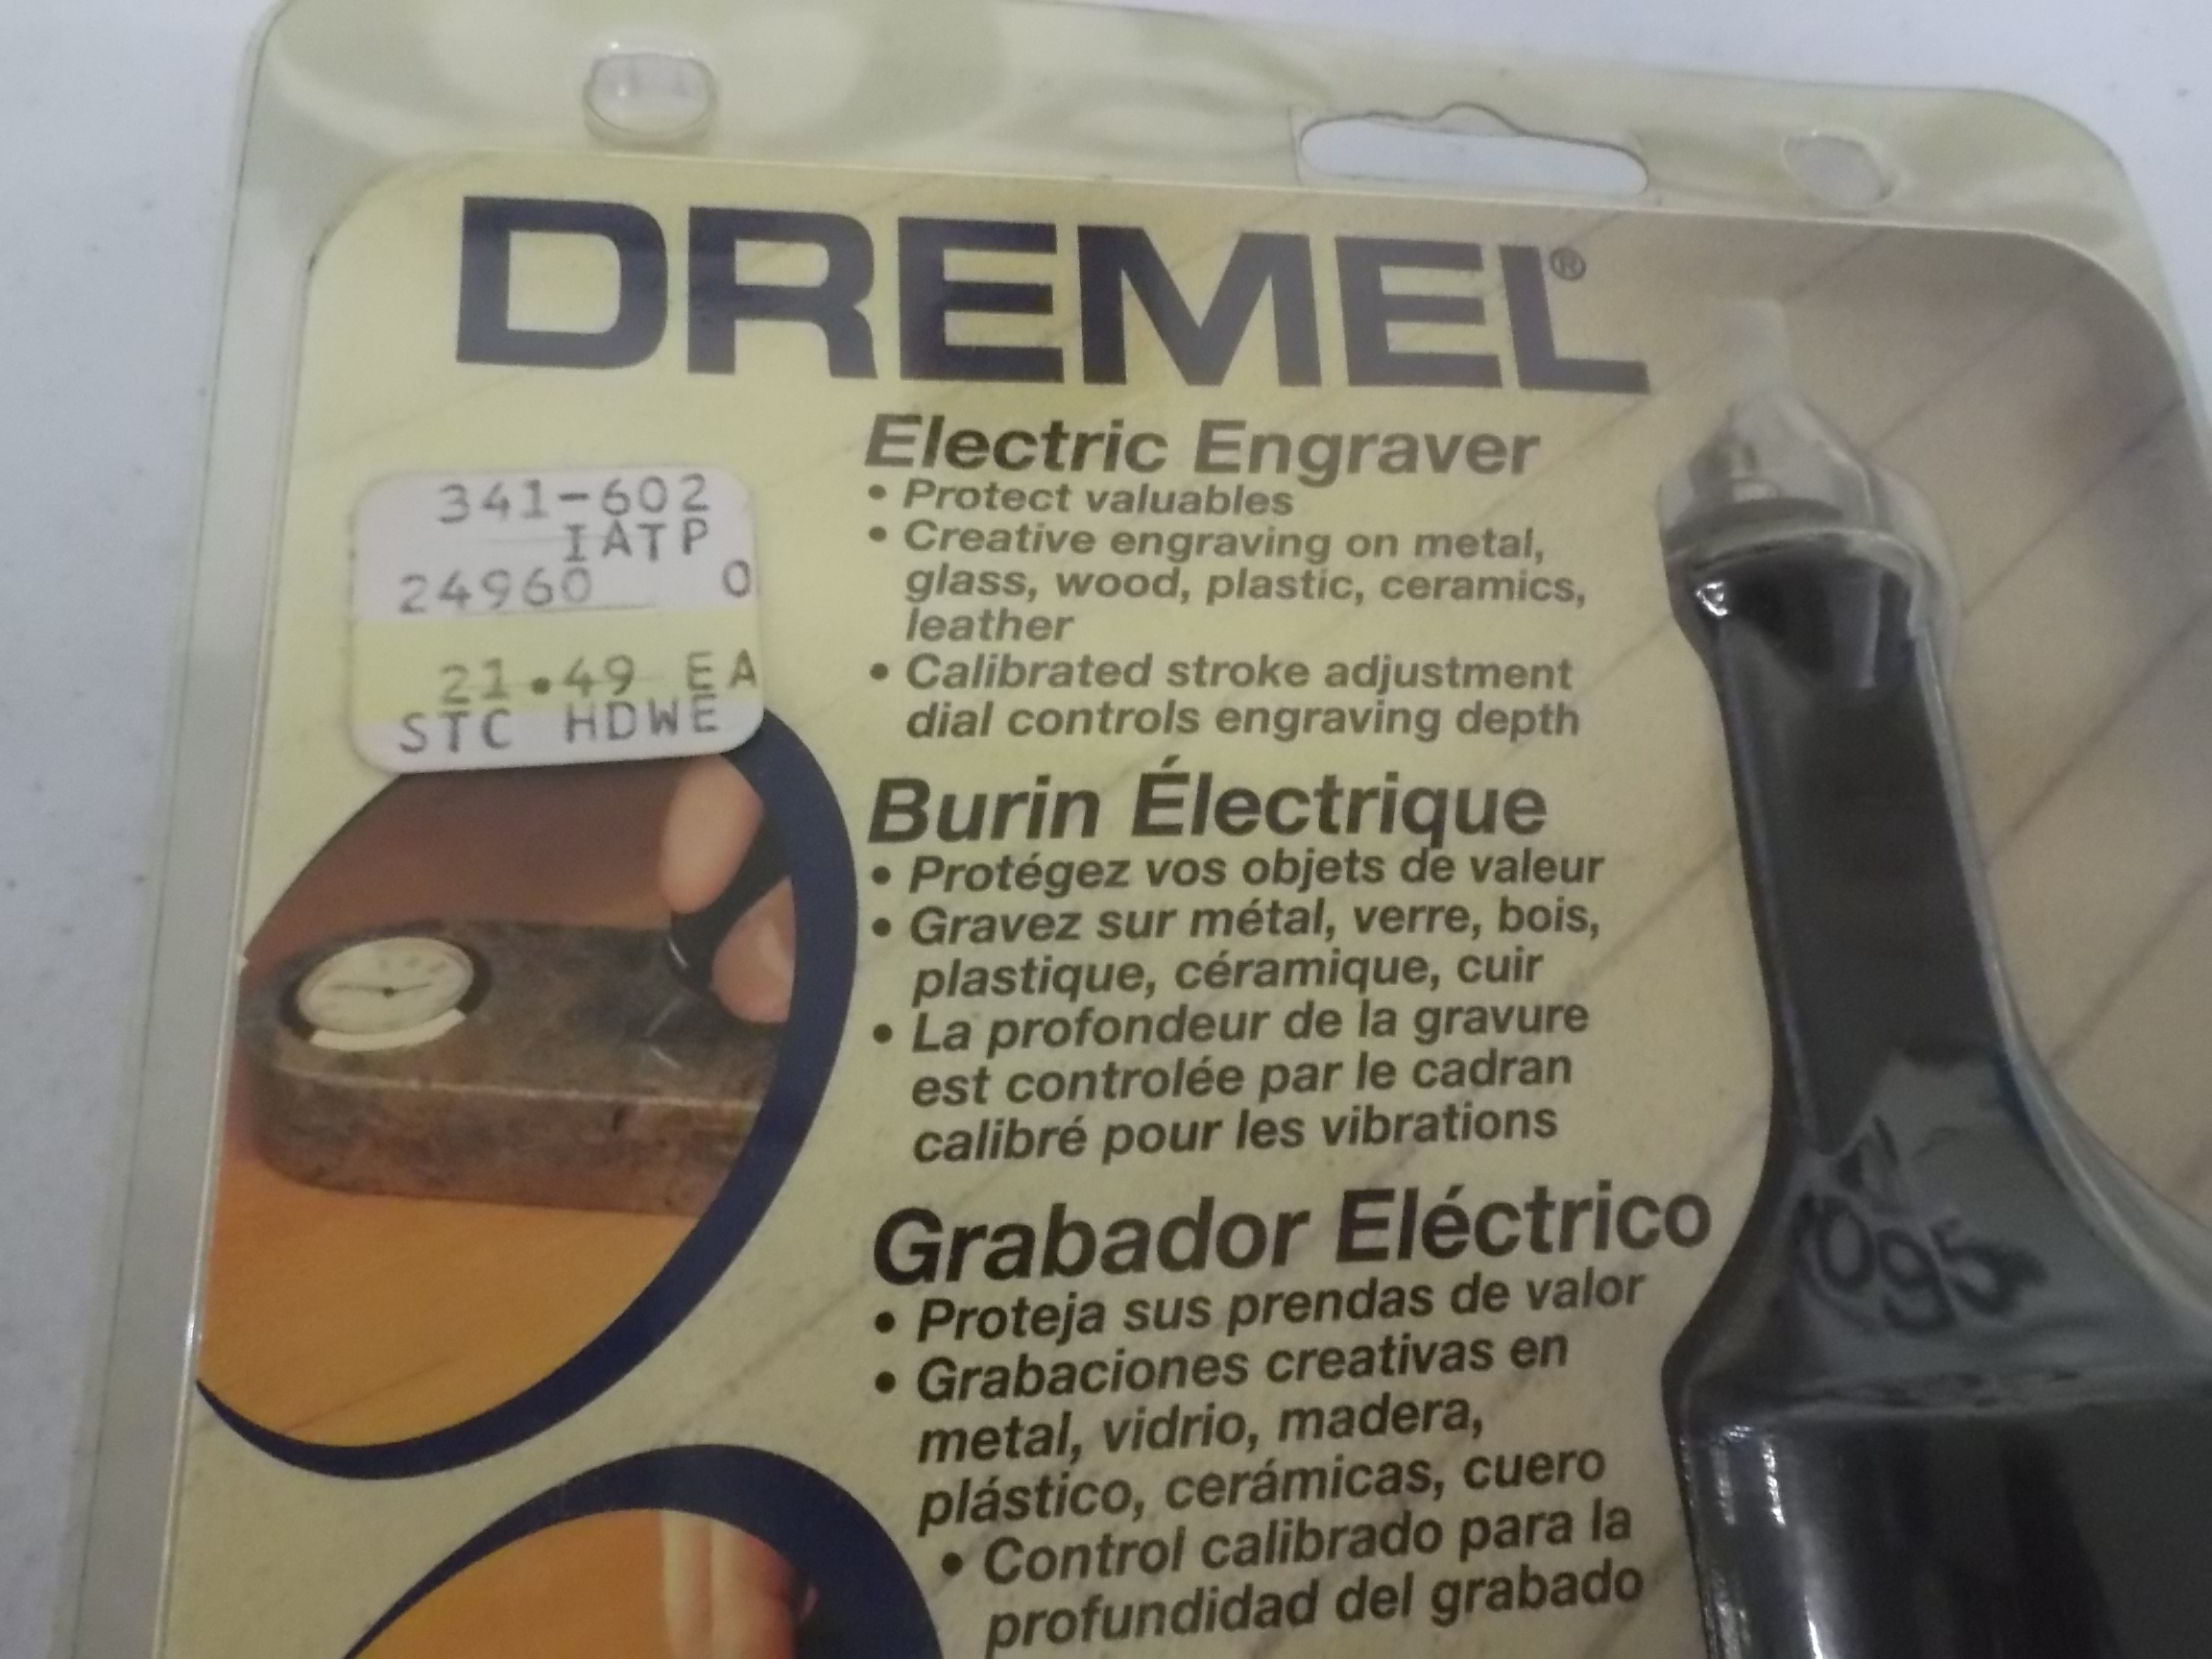 DREMEL®
341-602
IATP
24960 0
21.49 EA
STC HDWE
Electric Engraver
• Protect valuables
• Creative engraving on metal,
glass, wood, plastic, ceramics,
leather
• Calibrated stroke adjustment
dial controls engraving depth
Burin Électrique
• Protégez vos objets de valeur
• Gravez sur métal, verre, bois,
plastique, céramique, cuir
• La profondeur de la gravure
est controlée par le cadran
calibré pour les vibrations
Grabador Eléctrico
• Proteja sus prendas de valor
• Grabaciones creativas en
metal, vidrio, madera,
plástico, cerámicas, cuero
• Control calibrado para la
profundidad del grabado